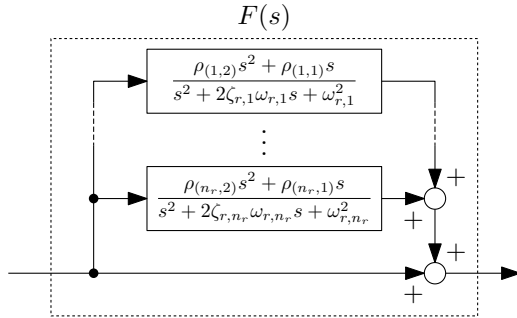 F(s)
ρ_{(1,2)}s^2 + ρ_{(1,1)}s
s^2 + 2ζ_{r,1}ω_{r,1}s + ω_{r,1}^2
⋮
ρ_{(n_r,2)}s^2 + ρ_{(n_r,1)}s
s^2 + 2ζ_{r,n_r}ω_{r,n_r}s + ω_{r,n_r}^2
+
+
+
+